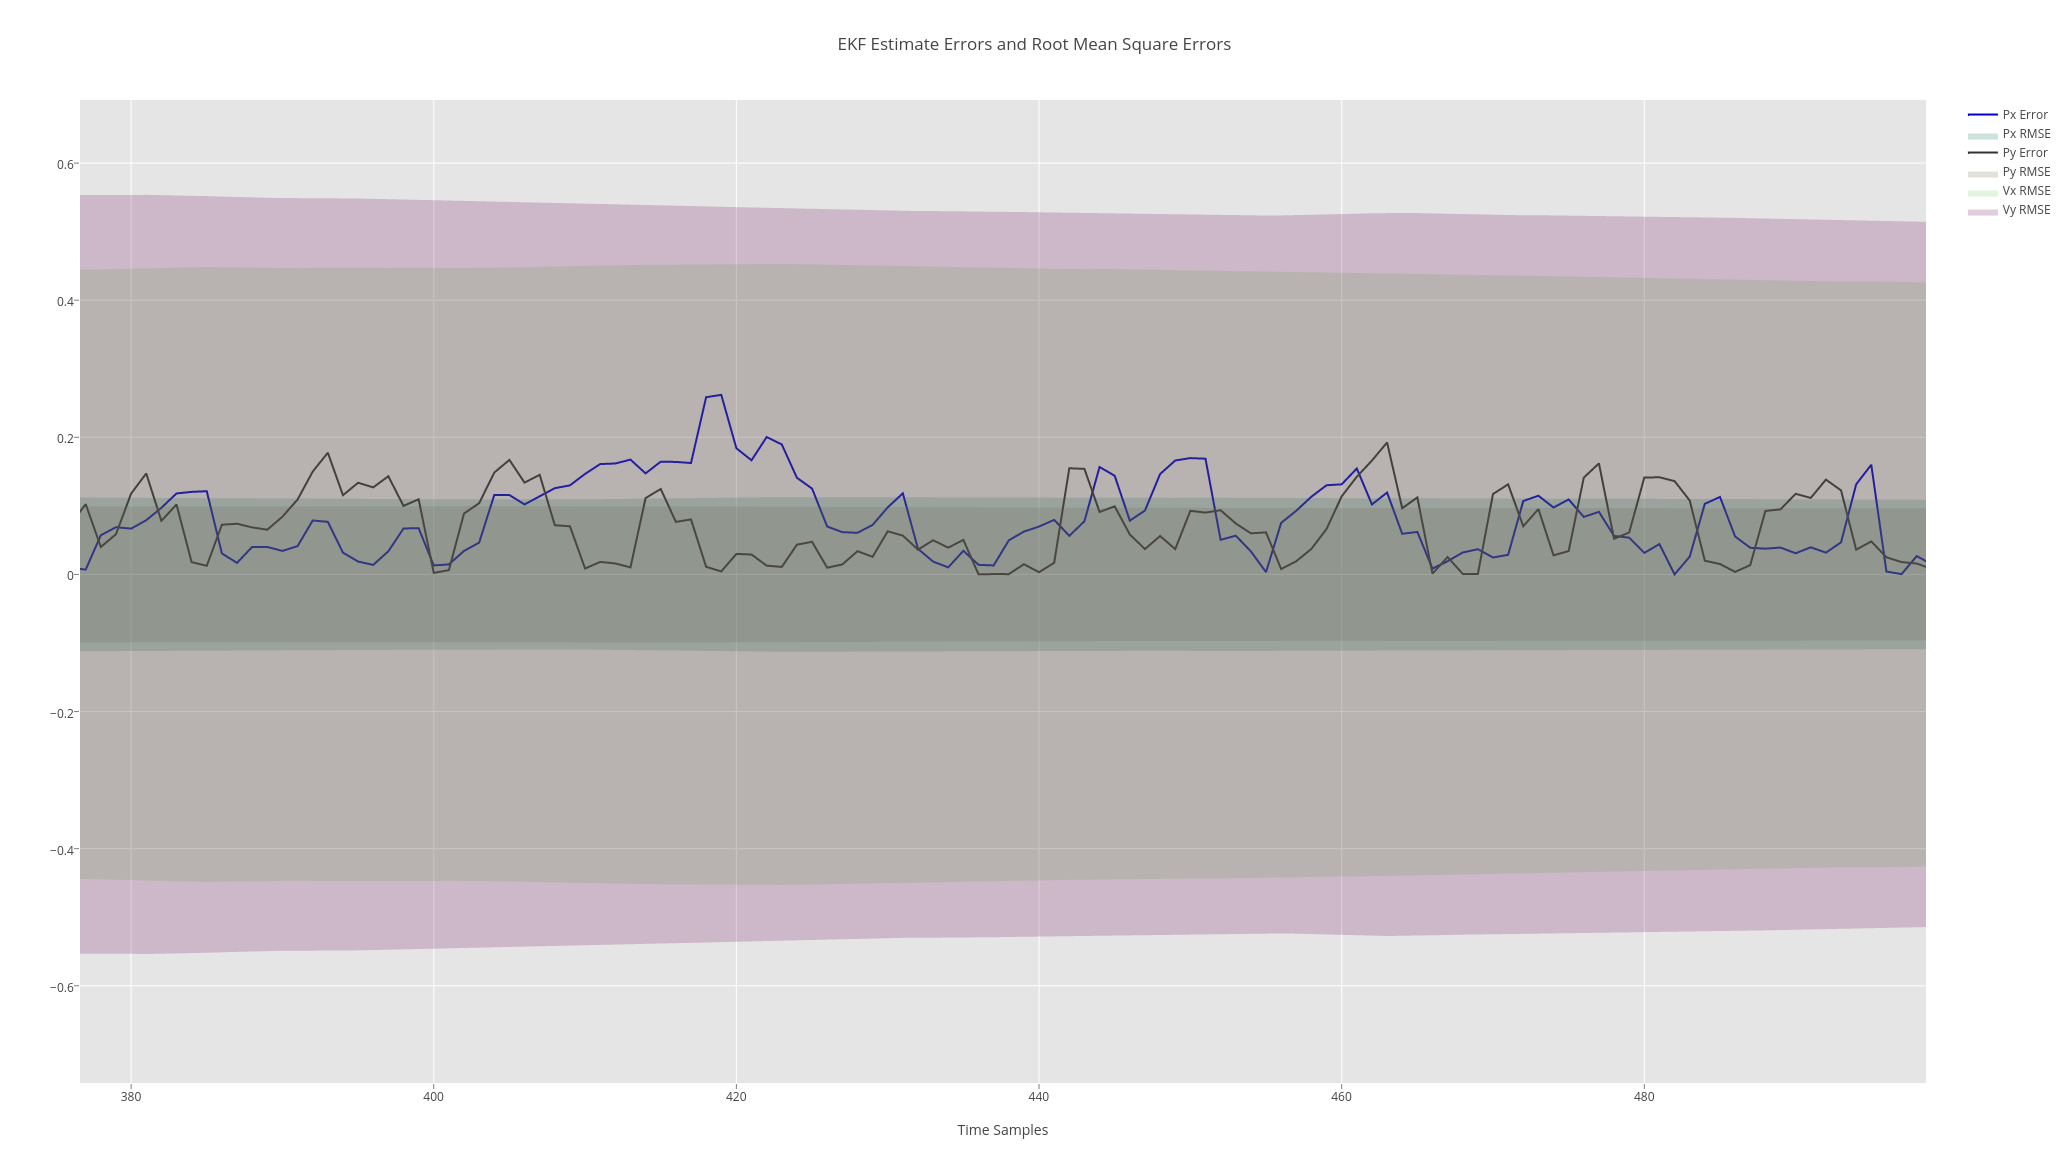 EKF Estimate Errors and Root Mean Square Errors
Px Error
Px RMSE
Py Error
Py RMSE
Vx RMSE
Vy RMSE
0.6
0.4
0.2
0
−0.2
−0.4
−0.6
380 400 420 440 460 480
Time Samples